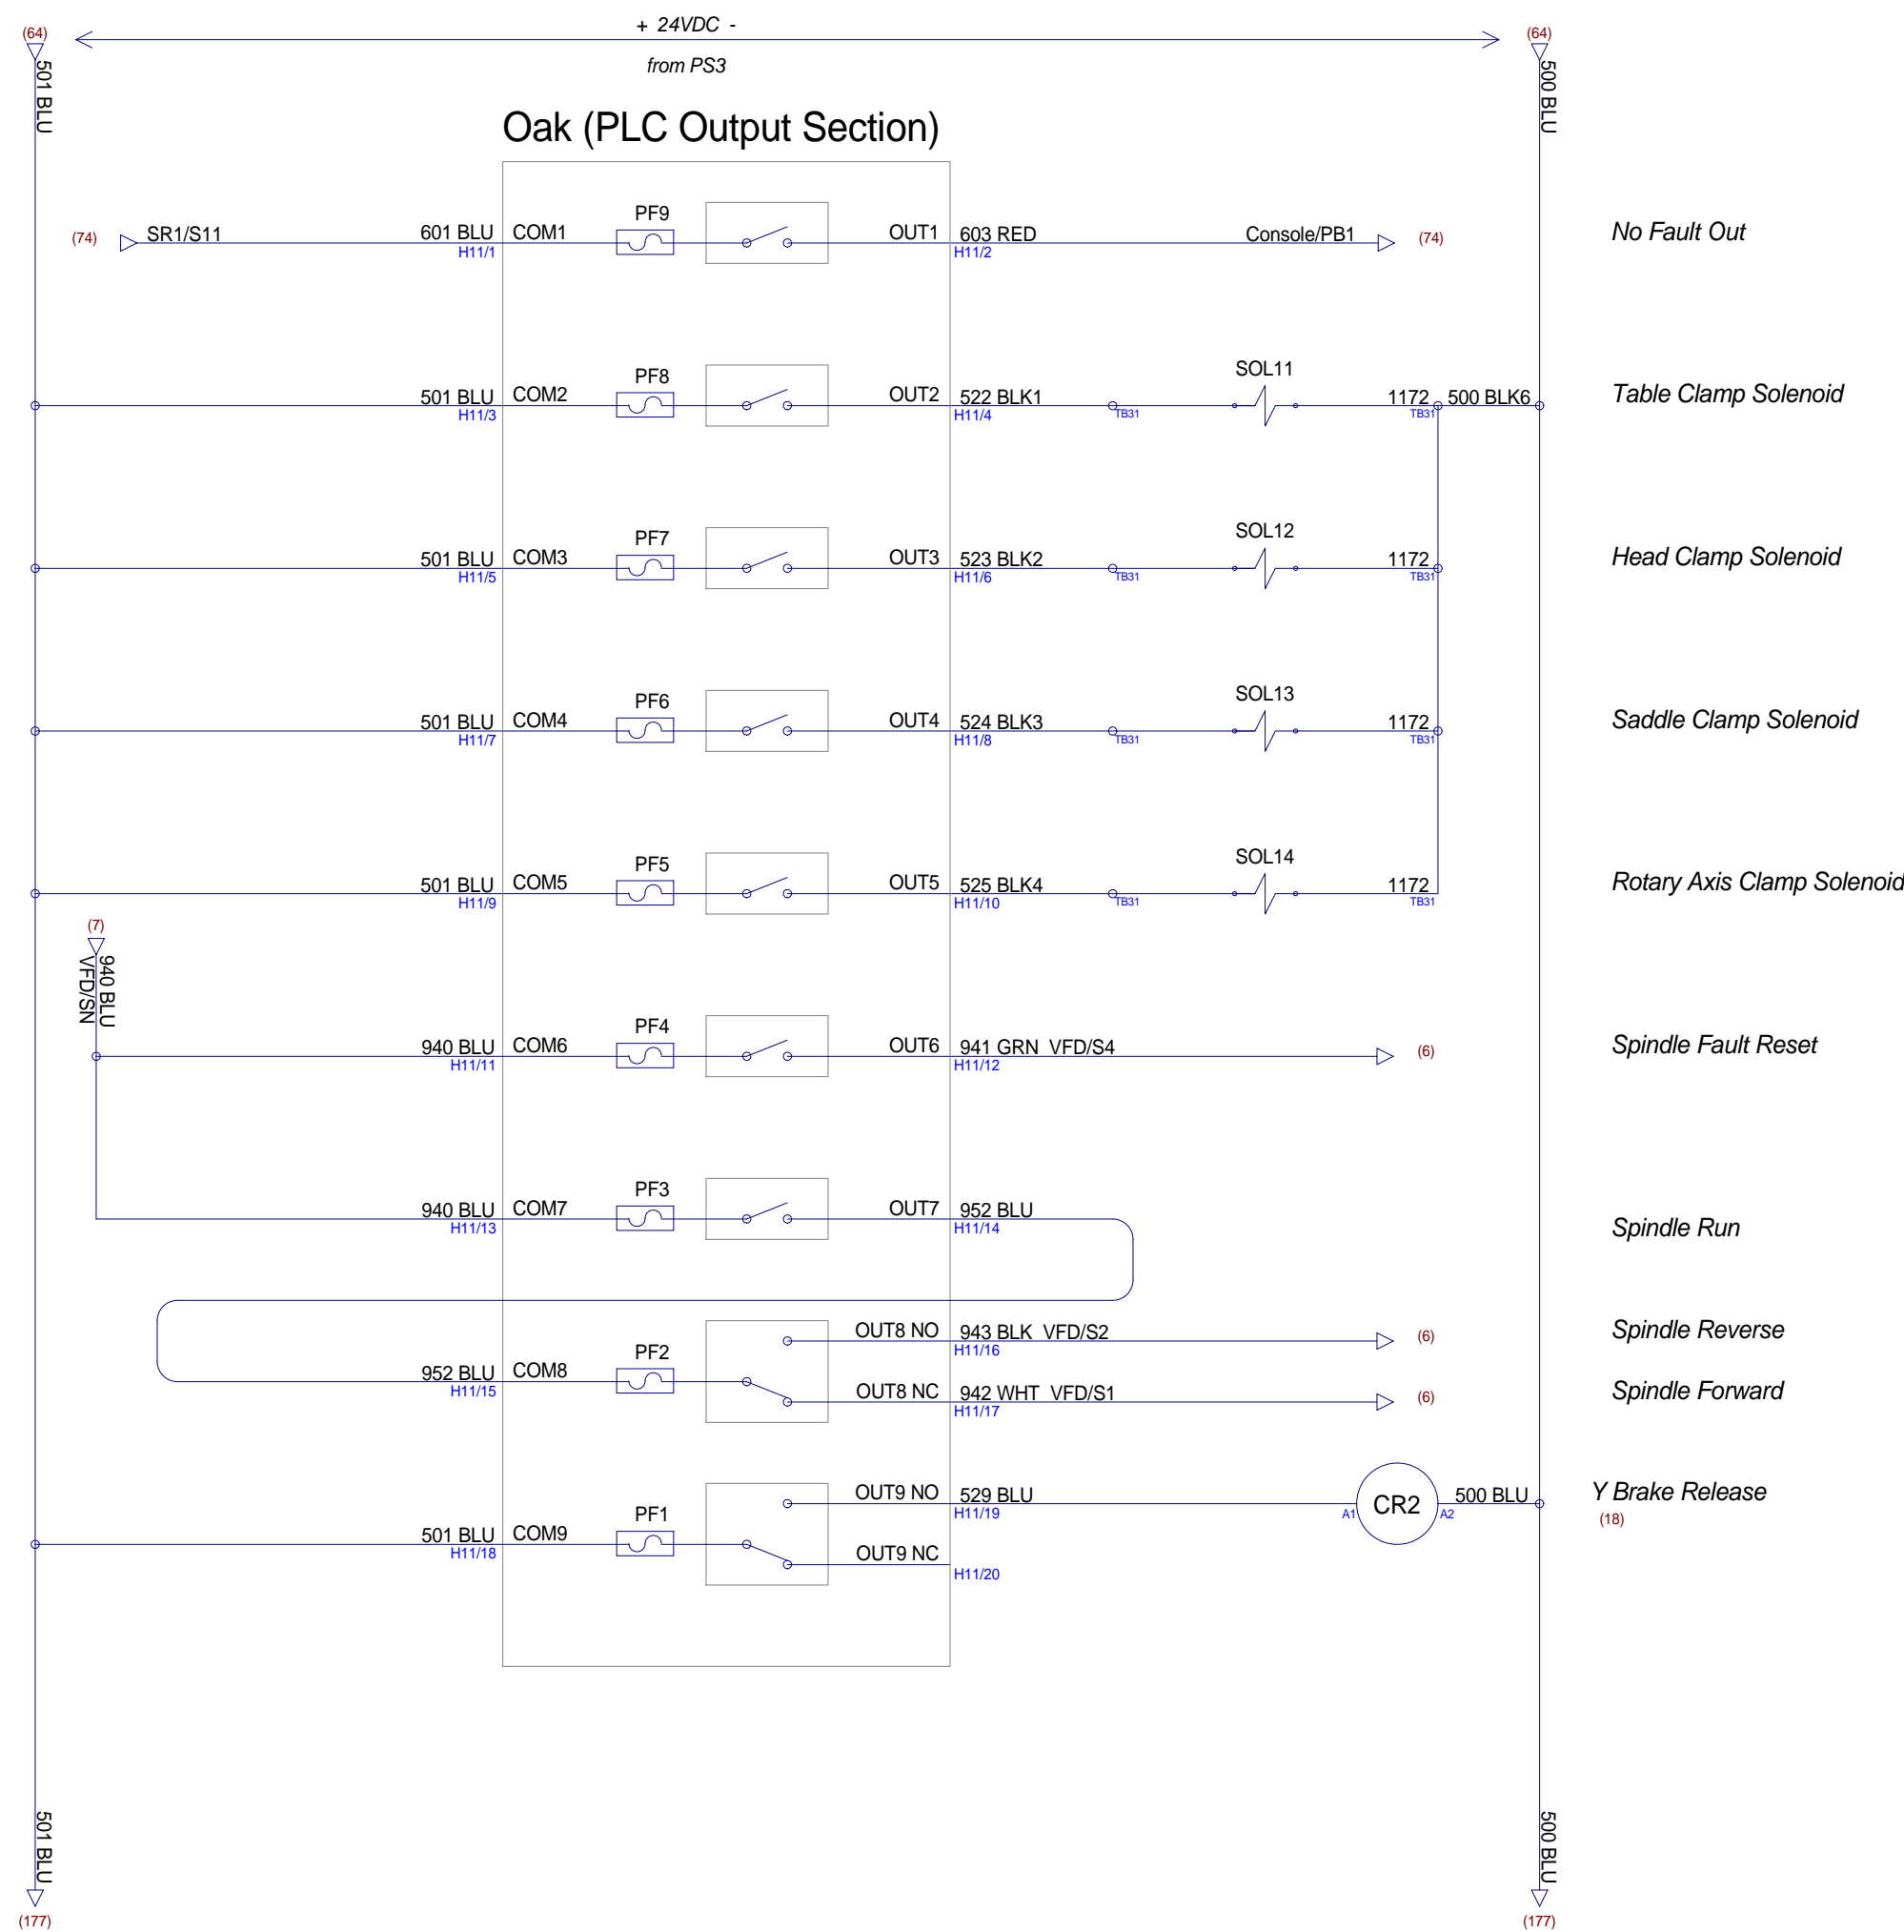 + 24VDC -
(64)
(64)
from PS3
501 BLU
500 BLU
Oak (PLC Output Section)
PF9
(74)
SR1/S11
601 BLU
COM1
OUT1
603 RED
Console/PB1
(74)
No Fault Out
H11/1
H11/2
SOL11
PF8
501 BLU
COM2
OUT2
522 BLK1
1172
500 BLK6
Table Clamp Solenoid
H11/3
H11/4
TB31
TB31
SOL12
PF7
501 BLU
COM3
OUT3
523 BLK2
1172
Head Clamp Solenoid
H11/5
H11/6
TB31
TB31
SOL13
PF6
501 BLU
COM4
OUT4
524 BLK3
1172
Saddle Clamp Solenoid
H11/7
H11/8
TB31
TB31
SOL14
PF5
501 BLU
COM5
OUT5
525 BLK4
1172
Rotary Axis Clamp Solenoid
H11/9
H11/10
TB31
TB31
(7)
940 BLU
VFD/SN
PF4
940 BLU
COM6
OUT6
941 GRN VFD/S4
(6)
Spindle Fault Reset
H11/11
H11/12
PF3
940 BLU
COM7
OUT7
952 BLU
Spindle Run
H11/13
H11/14
OUT8 NO
943 BLK VFD/S2
(6)
Spindle Reverse
H11/16
PF2
952 BLU
COM8
OUT8 NC
942 WHT VFD/S1
(6)
Spindle Forward
H11/15
H11/17
OUT9 NO
529 BLU
CR2
500 BLU
Y Brake Release
H11/19
A1
A2
(18)
PF1
501 BLU
COM9
OUT9 NC
H11/18
H11/20
501 BLU
500 BLU
(177)
(177)